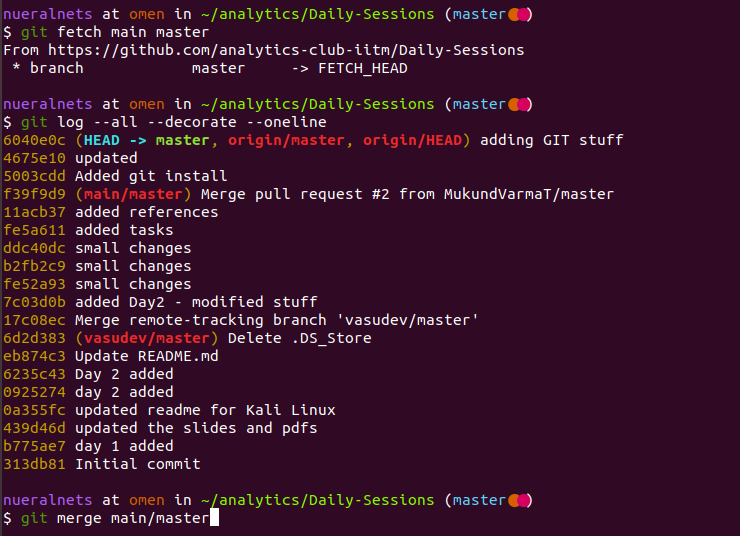 nueralnets at omen in ~/analytics/Daily-Sessions (master)
$ git fetch main master
From https://github.com/analytics-club-iitm/Daily-Sessions
 * branch            master     -> FETCH_HEAD
nueralnets at omen in ~/analytics/Daily-Sessions (master)
$ git log --all --decorate --oneline
6040e0c (HEAD -> master, origin/master, origin/HEAD) adding GIT stuff
4675e10 updated
5003cdd Added git install
f39f9d9 (main/master) Merge pull request #2 from MukundVarmaT/master
11acb37 added references
fe5a611 added tasks
ddc40dc small changes
b2fb2c9 small changes
fe52a93 small changes
7c03d0b added Day2 - modified stuff
17c08ec Merge remote-tracking branch 'vasudev/master'
6d2d383 (vasudev/master) Delete .DS_Store
eb874c3 Update README.md
6235c43 Day 2 added
0925274 day 2 added
0a355fc updated readme for Kali Linux
439d46d updated the slides and pdfs
b775ae7 day 1 added
313db81 Initial commit
nueralnets at omen in ~/analytics/Daily-Sessions (master)
$ git merge main/master